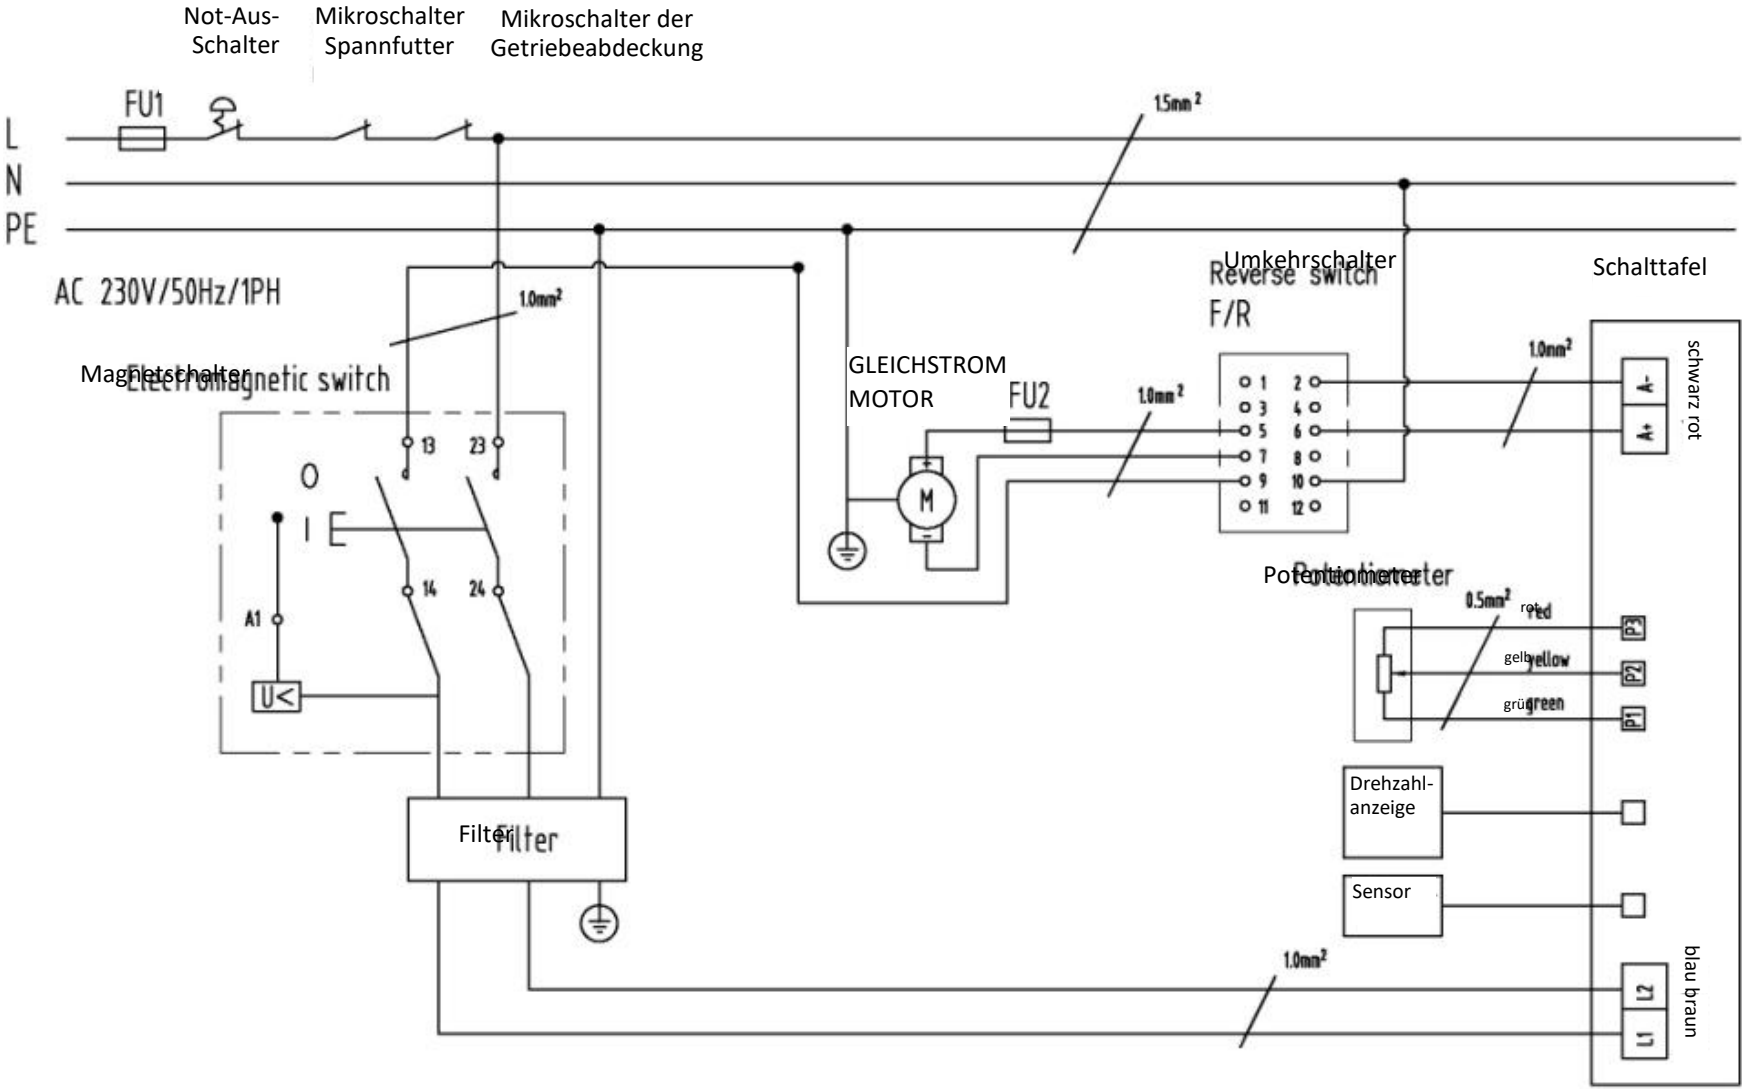 Not-Aus-
Schalter
Mikroschalter
Spannfutter
Mikroschalter der
Getriebeabdeckung
FU1
1.5mm²
L
N
PE
AC 230V/50Hz/1PH
1.0mm²
Umkehrschalter
Reverse switch
F/R
Schalttafel
Magnetschalter
Electromagnetic switch
GLEICHSTROM
MOTOR
FU2
1.0mm²
1.0mm²
schwarz rot
A-
A+
1 2
3 4
5 6
7 8
9 10
11 12
13
23
O
I
+
M
-
14
24
A1
U<
Potentiometer
Potentiometer
0.5mm²
rot
red
P3
gelb
yellow
P2
grün
green
P1
Drehzahl-
anzeige
Filter
Filter
Sensor
1.0mm²
blau braun
L2
L1